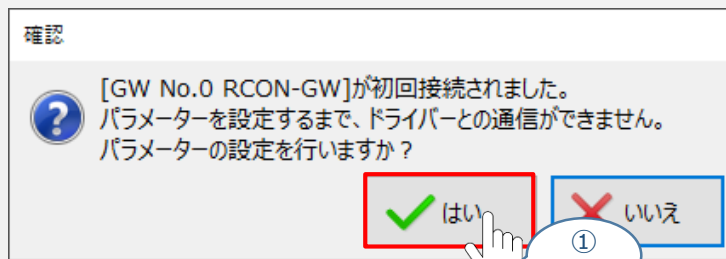 確認
[GW No.0 RCON-GW]が初回接続されました。
パラメーターを設定するまで、ドライバーとの通信ができません。
パラメーターの設定を行いますか？
はい
いいえ
①